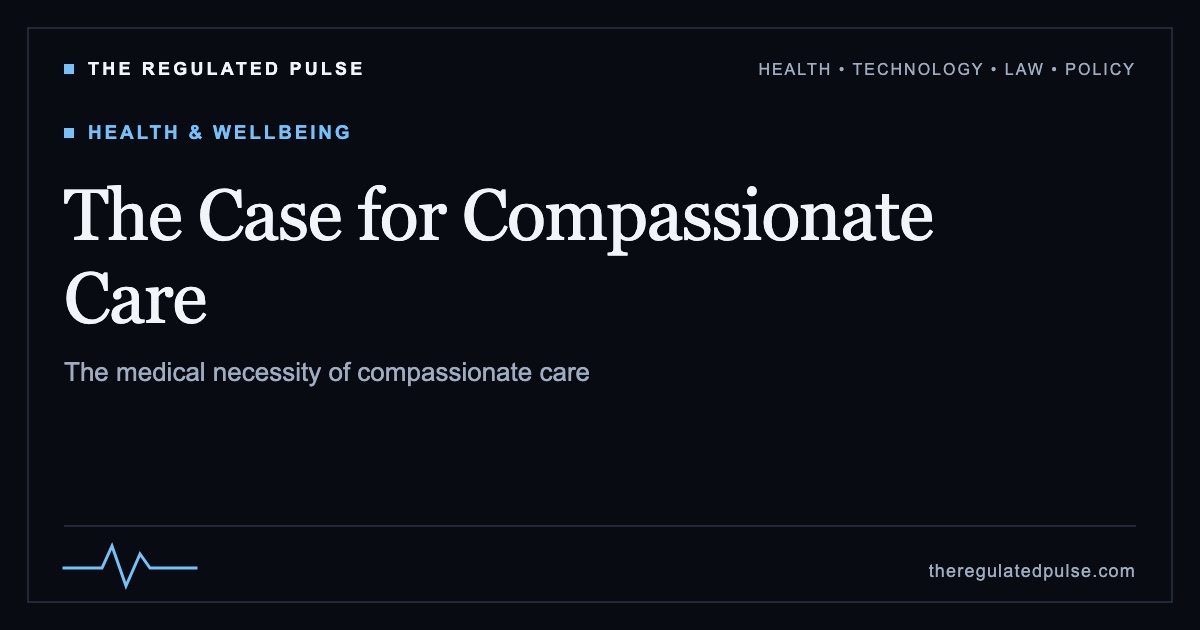 THE REGULATED PULSE
HEALTH • TECHNOLOGY • LAW • POLICY
HEALTH & WELLBEING
The Case for Compassionate
Care
The medical necessity of compassionate care
theregulatedpulse.com